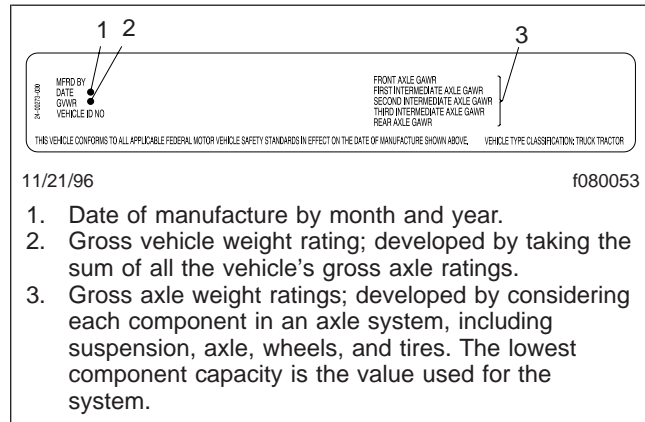 1 2 3
MFRD BY
DATE
GVWR
VEHICLE ID NO
24-00273-030
FRONT AXLE GAWR
FIRST INTERMEDIATE AXLE GAWR
SECOND INTERMEDIATE AXLE GAWR
THIRD INTERMEDIATE AXLE GAWR
REAR AXLE GAWR
THIS VEHICLE CONFORMS TO ALL APPLICABLE FEDERAL MOTOR VEHICLE SAFETY STANDARDS IN EFFECT ON THE DATE OF MANUFACTURE SHOWN ABOVE. VEHICLE TYPE CLASSIFICATION: TRUCK TRACTOR
11/21/96 f080053
1. Date of manufacture by month and year.
2. Gross vehicle weight rating; developed by taking the
sum of all the vehicle's gross axle ratings.
3. Gross axle weight ratings; developed by considering
each component in an axle system, including
suspension, axle, wheels, and tires. The lowest
component capacity is the value used for the
system.